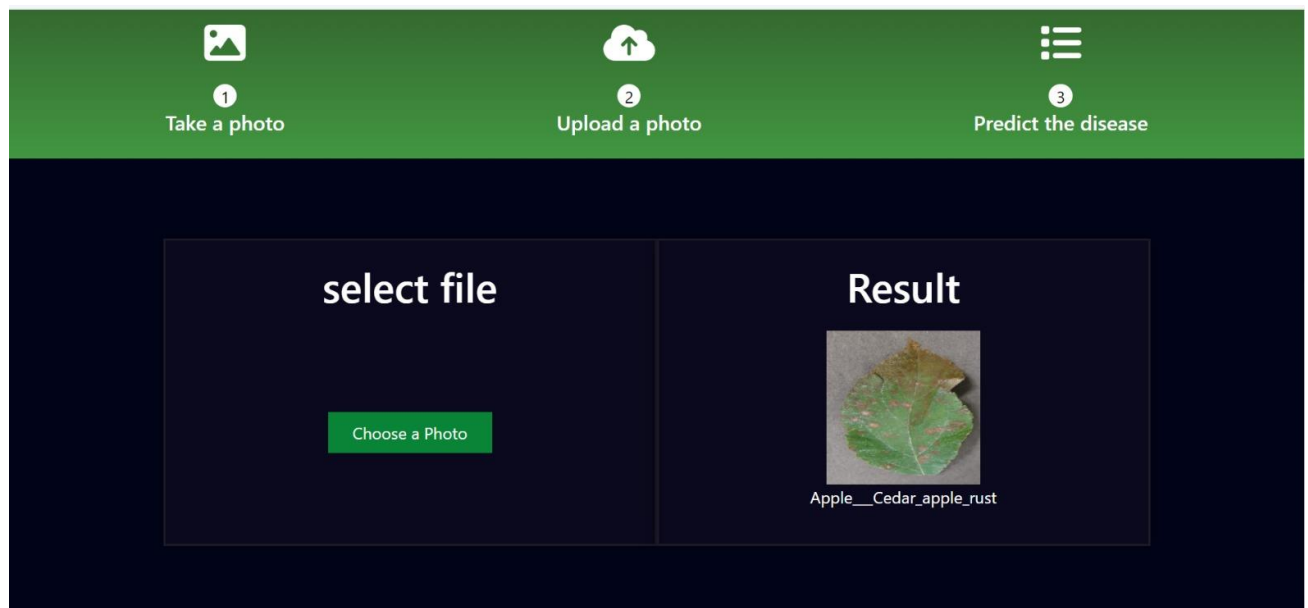 1
Take a photo
2
Upload a photo
3
Predict the disease
select file
Choose a Photo
Result
Apple___Cedar_apple_rust